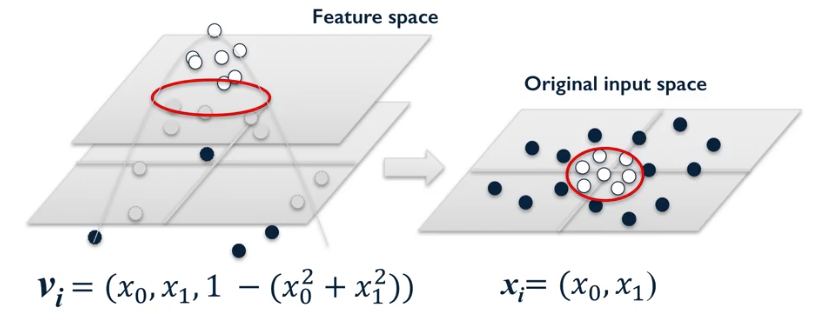 Feature space
Original input space
𝒗ᵢ = (x₀, x₁, 1 − (x₀² + x₁²))
𝒙ᵢ = (x₀, x₁)